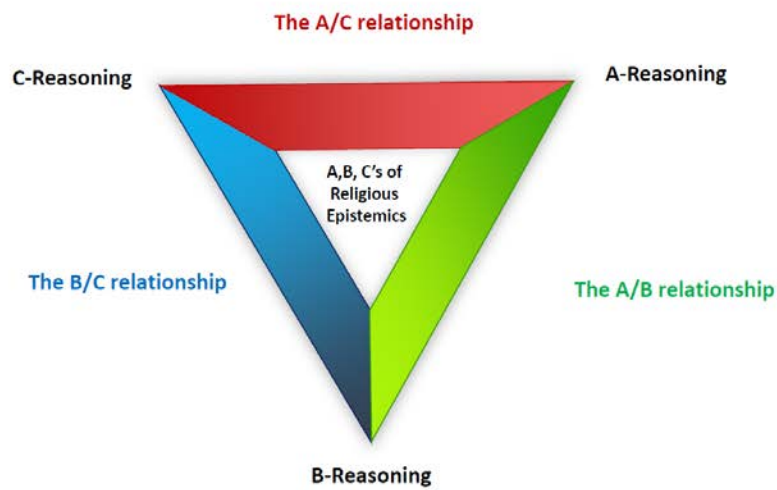 The A/C relationship
C-Reasoning
A-Reasoning
A,B, C's of
Religious
Epistemics
The B/C relationship
The A/B relationship
B-Reasoning